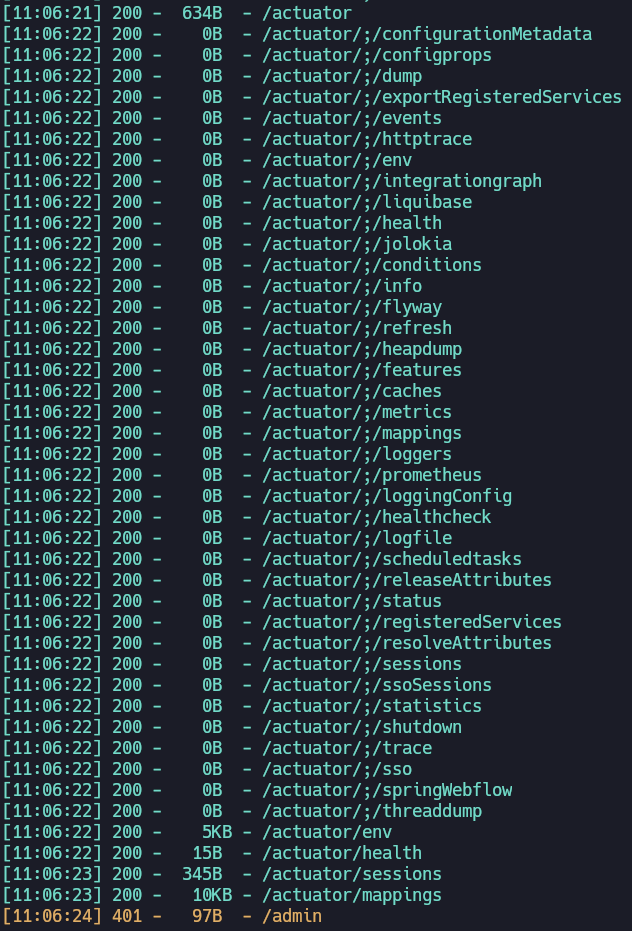 [11:06:21] 200 -  634B  - /actuator
[11:06:22] 200 -    0B  - /actuator/;/configurationMetadata
[11:06:22] 200 -    0B  - /actuator/;/configprops
[11:06:22] 200 -    0B  - /actuator/;/dump
[11:06:22] 200 -    0B  - /actuator/;/exportRegisteredServices
[11:06:22] 200 -    0B  - /actuator/;/events
[11:06:22] 200 -    0B  - /actuator/;/httptrace
[11:06:22] 200 -    0B  - /actuator/;/env
[11:06:22] 200 -    0B  - /actuator/;/integrationgraph
[11:06:22] 200 -    0B  - /actuator/;/liquibase
[11:06:22] 200 -    0B  - /actuator/;/health
[11:06:22] 200 -    0B  - /actuator/;/jolokia
[11:06:22] 200 -    0B  - /actuator/;/conditions
[11:06:22] 200 -    0B  - /actuator/;/info
[11:06:22] 200 -    0B  - /actuator/;/flyway
[11:06:22] 200 -    0B  - /actuator/;/refresh
[11:06:22] 200 -    0B  - /actuator/;/heapdump
[11:06:22] 200 -    0B  - /actuator/;/features
[11:06:22] 200 -    0B  - /actuator/;/caches
[11:06:22] 200 -    0B  - /actuator/;/metrics
[11:06:22] 200 -    0B  - /actuator/;/mappings
[11:06:22] 200 -    0B  - /actuator/;/loggers
[11:06:22] 200 -    0B  - /actuator/;/prometheus
[11:06:22] 200 -    0B  - /actuator/;/loggingConfig
[11:06:22] 200 -    0B  - /actuator/;/healthcheck
[11:06:22] 200 -    0B  - /actuator/;/logfile
[11:06:22] 200 -    0B  - /actuator/;/scheduledtasks
[11:06:22] 200 -    0B  - /actuator/;/releaseAttributes
[11:06:22] 200 -    0B  - /actuator/;/status
[11:06:22] 200 -    0B  - /actuator/;/registeredServices
[11:06:22] 200 -    0B  - /actuator/;/resolveAttributes
[11:06:22] 200 -    0B  - /actuator/;/sessions
[11:06:22] 200 -    0B  - /actuator/;/ssoSessions
[11:06:22] 200 -    0B  - /actuator/;/statistics
[11:06:22] 200 -    0B  - /actuator/;/shutdown
[11:06:22] 200 -    0B  - /actuator/;/trace
[11:06:22] 200 -    0B  - /actuator/;/sso
[11:06:22] 200 -    0B  - /actuator/;/springWebflow
[11:06:22] 200 -    0B  - /actuator/;/threaddump
[11:06:22] 200 -    5KB - /actuator/env
[11:06:22] 200 -   15B  - /actuator/health
[11:06:23] 200 -  345B  - /actuator/sessions
[11:06:23] 200 -   10KB - /actuator/mappings
[11:06:24] 401 -   97B  - /admin